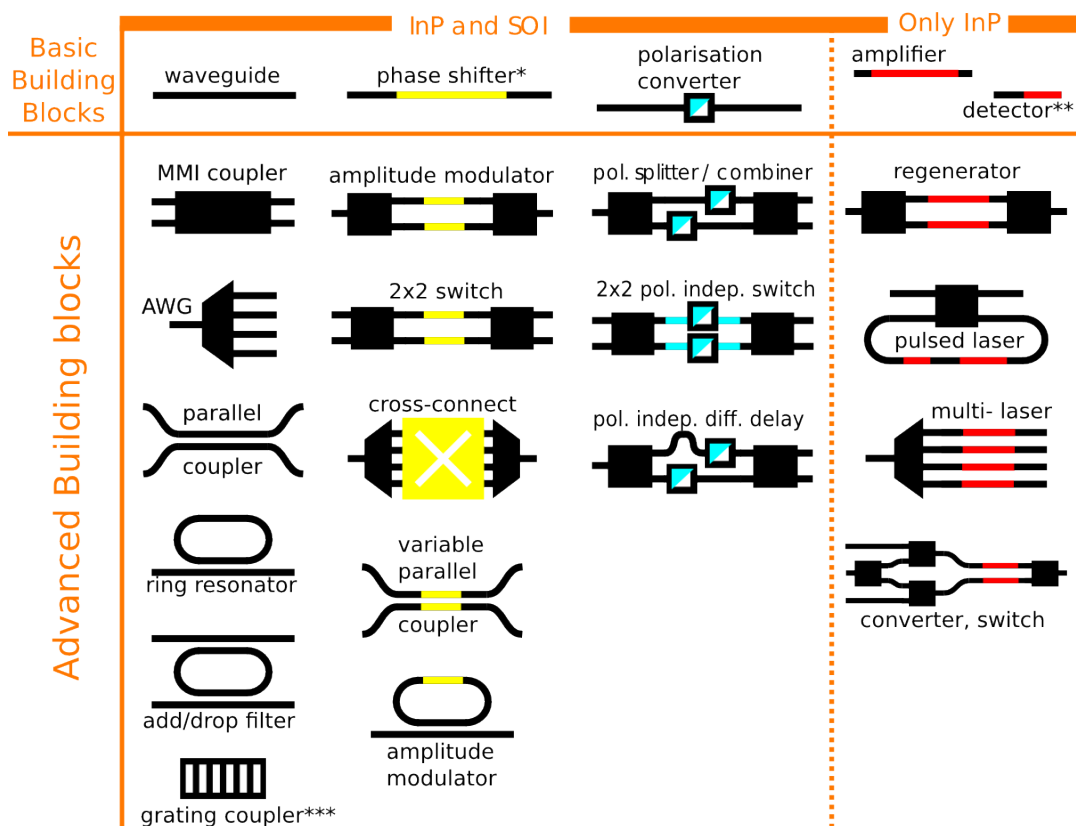 InP and SOI
Only InP
Basic
Building
Blocks
waveguide
phase shifter*
polarisation
converter
amplifier
detector**
Advanced Building blocks
MMI coupler
AWG
parallel
coupler
ring resonator
add/drop filter
grating coupler***
amplitude modulator
2x2 switch
cross-connect
variable
parallel
coupler
amplitude
modulator
pol. splitter / combiner
2x2 pol. indep. switch
pol. indep. diff. delay
regenerator
pulsed laser
multi- laser
converter, switch